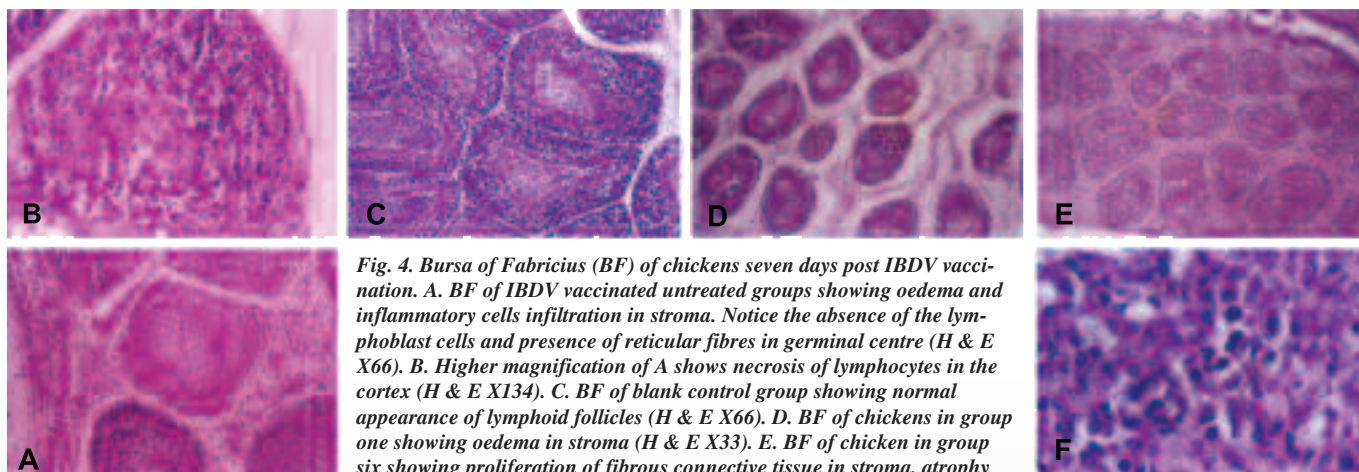 B
C
D
E
A
Fig. 4. Bursa of Fabricius (BF) of chickens seven days post IBDV vacci-
nation. A. BF of IBDV vaccinated untreated groups showing oedema and
inflammatory cells infiltration in stroma. Notice the absence of the lym-
phoblast cells and presence of reticular fibres in germinal centre (H & E
X66). B. Higher magnification of A shows necrosis of lymphocytes in the
cortex (H & E X134). C. BF of blank control group showing normal
appearance of lymphoid follicles (H & E X66). D. BF of chickens in group
one showing oedema in stroma (H & E X33). E. BF of chicken in group
six showing proliferation of fibrous connective tissue in stroma, atrophy
F